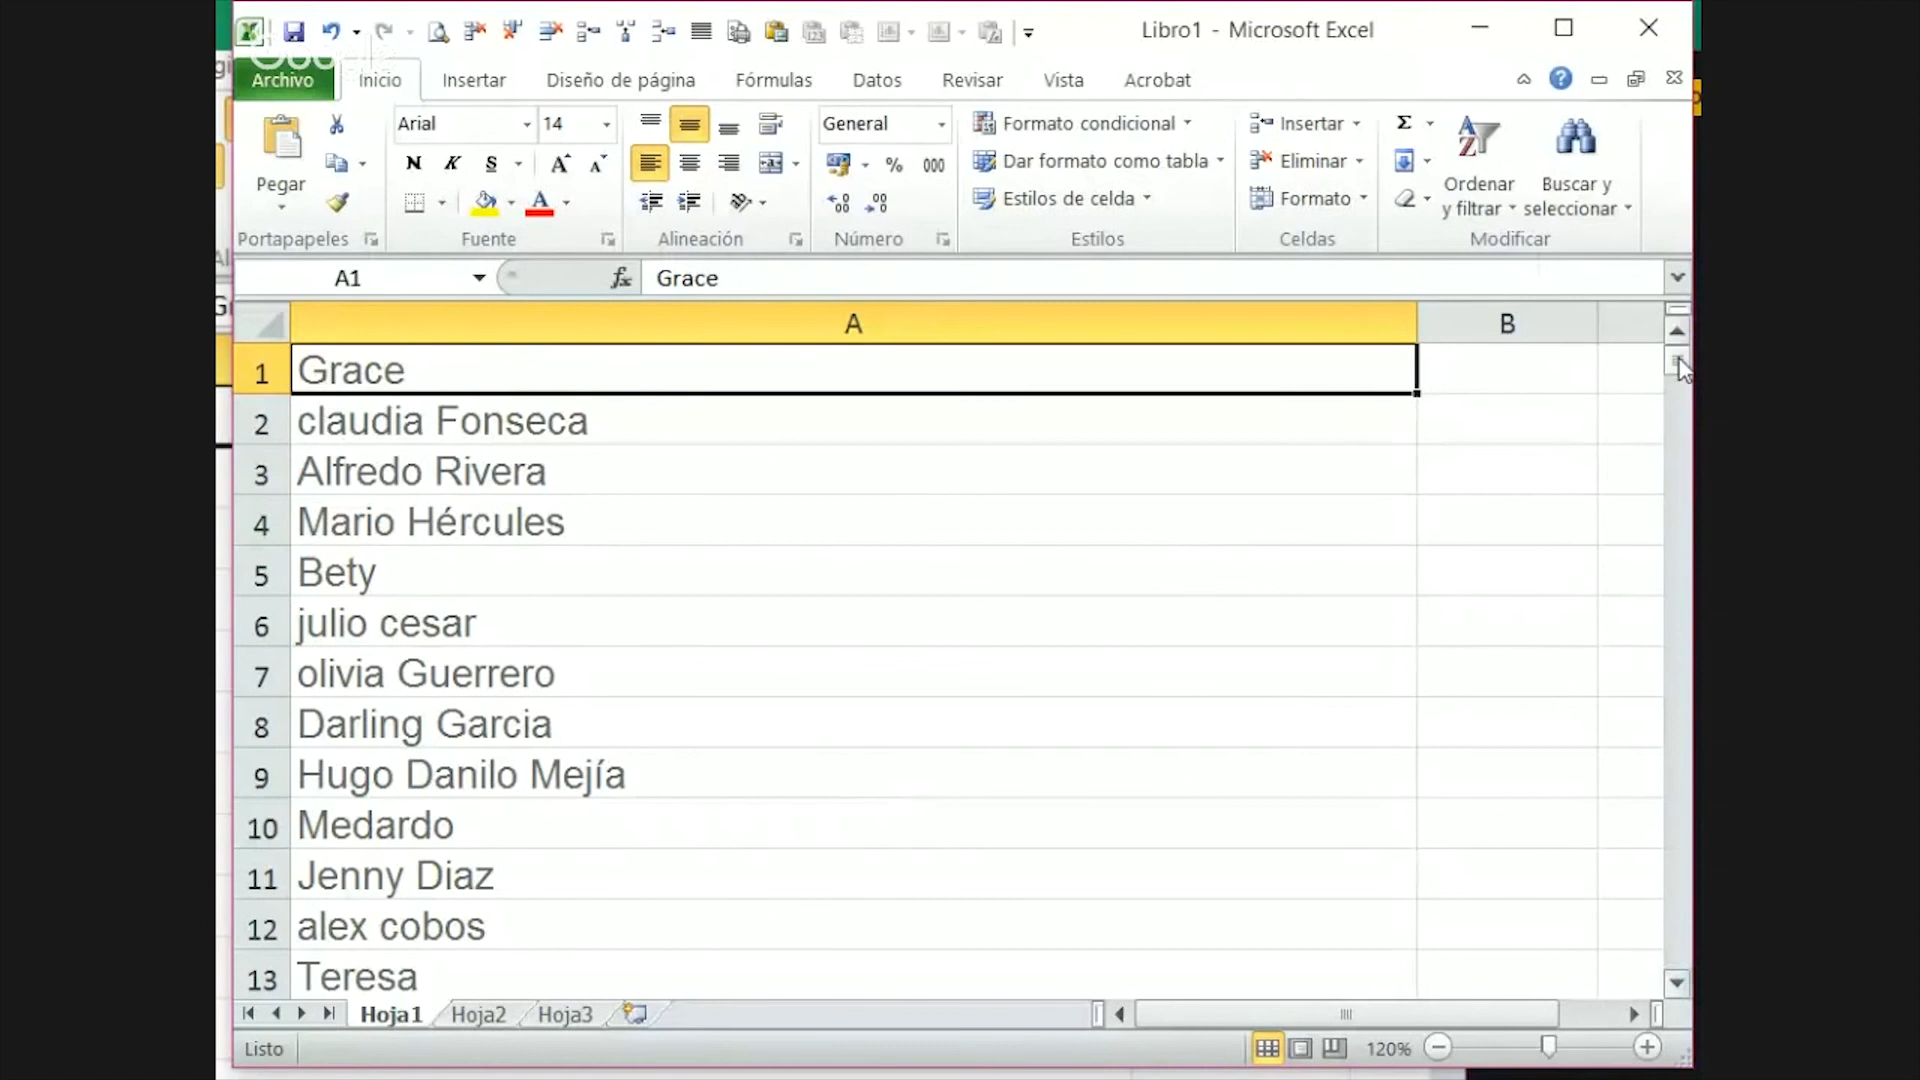 Libro1 - Microsoft Excel
Google
Archivo Inicio Insertar Diseño de página Fórmulas Datos Revisar Vista Acrobat
Arial 14 General Formato condicional Insertar Σ
Pegar N K S A A % 000 Dar formato como tabla Eliminar Ordenar y filtrar Buscar y seleccionar
A Estilos de celda Formato
Portapapeles Fuente Alineación Número Estilos Celdas Modificar
A1 fx Grace
A B
1 Grace
2 claudia Fonseca
3 Alfredo Rivera
4 Mario Hércules
5 Bety
6 julio cesar
7 olivia Guerrero
8 Darling Garcia
9 Hugo Danilo Mejía
10 Medardo
11 Jenny Diaz
12 alex cobos
13 Teresa
Hoja1 Hoja2 Hoja3
Listo 120%